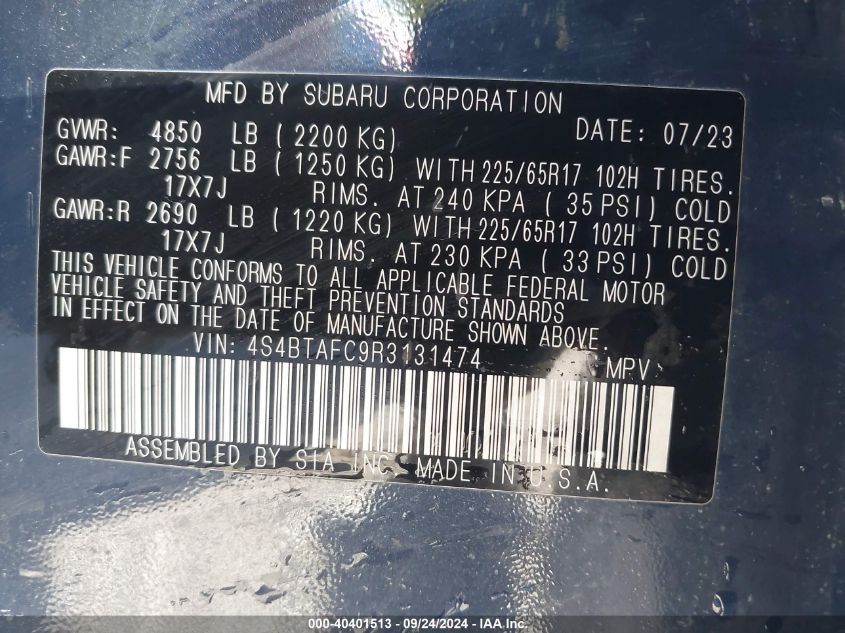 MFD BY SUBARU CORPORATION
GVWR: 4850 LB ( 2200 KG) DATE: 07/23
GAWR:F 2756 LB ( 1250 KG) WITH 225/65R17 102H TIRES.
17X7J RIMS. AT 240 KPA ( 35 PSI) COLD
GAWR:R 2690 LB ( 1220 KG) WITH 225/65R17 102H TIRES.
17X7J RIMS. AT 230 KPA ( 33 PSI) COLD
THIS VEHICLE CONFORMS TO ALL APPLICABLE FEDERAL MOTOR
VEHICLE SAFETY AND THEFT PREVENTION STANDARDS
IN EFFECT ON THE DATE OF MANUFACTURE SHOWN ABOVE.
VIN: 4S4BTAFC9R3131474 MPV
ASSEMBLED BY SIA INC. MADE IN U.S.A.
000-40401513 - 09/24/2024 - IAA Inc.